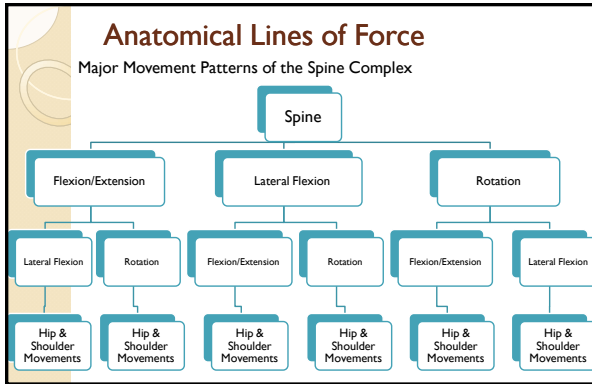 Anatomical Lines of Force
Major Movement Patterns of the Spine Complex
Spine
Flexion/Extension
Lateral Flexion
Rotation
Lateral Flexion
Rotation
Flexion/Extension
Rotation
Flexion/Extension
Lateral Flexion
Hip &
Shoulder
Movements
Hip &
Shoulder
Movements
Hip &
Shoulder
Movements
Hip &
Shoulder
Movements
Hip &
Shoulder
Movements
Hip &
Shoulder
Movements